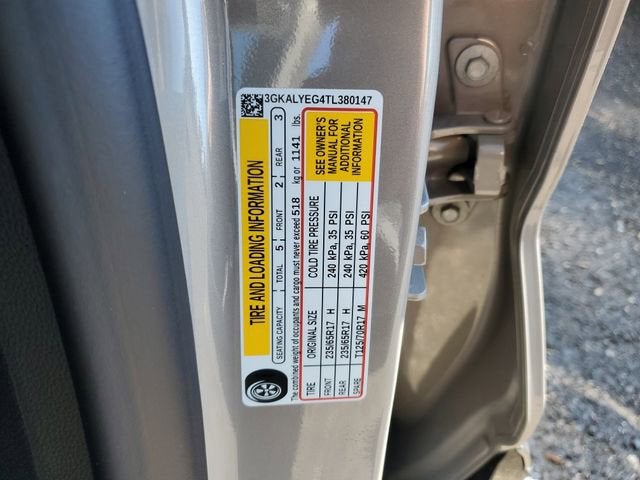 3GKALYEG4TL380147
TIRE AND LOADING INFORMATION
SEATING CAPACITY TOTAL 5 FRONT 2 REAR 3
The combined weight of occupants and cargo must never exceed 518 kg or 1141 lbs.
TIRE ORIGINAL SIZE COLD TIRE PRESSURE SEE OWNER'S MANUAL FOR ADDITIONAL INFORMATION
FRONT 235/65R17 H 240 kPa, 35 PSI
REAR 235/65R17 H 240 kPa, 35 PSI
SPARE T125/70R17 M 420 kPa, 60 PSI